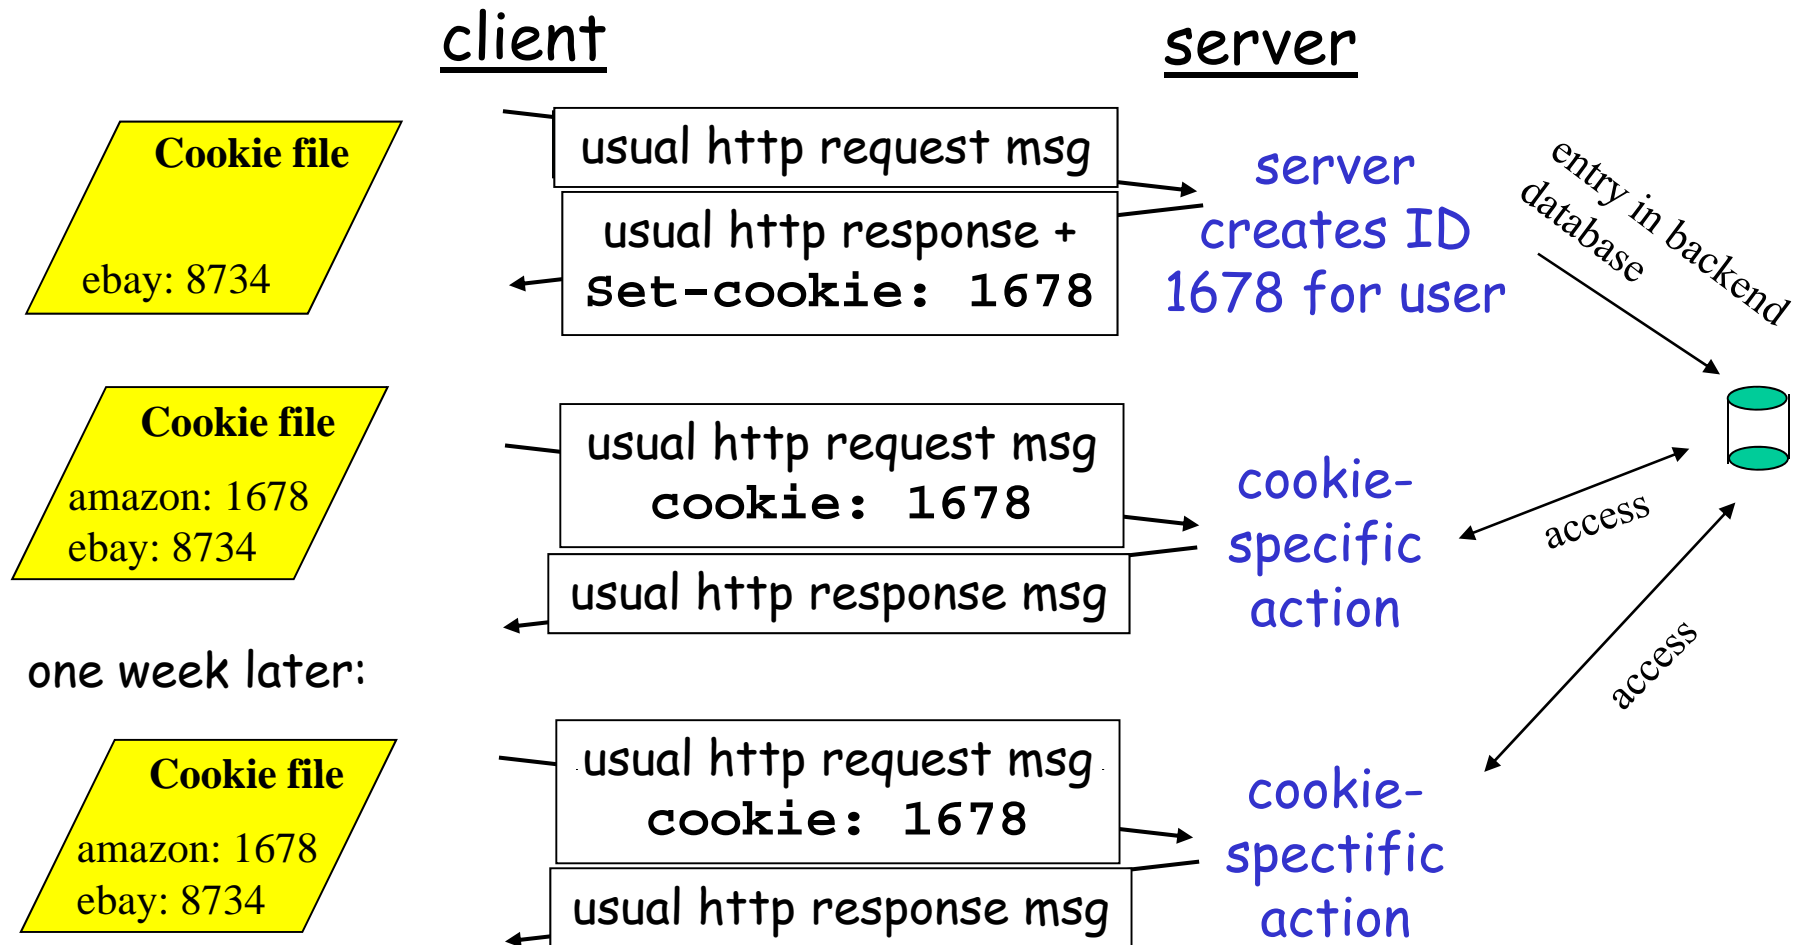 client
server
Cookie file
ebay: 8734
usual http request msg
usual http response +
Set-cookie: 1678
server
creates ID
1678 for user
entry in backend
database
Cookie file
amazon: 1678
ebay: 8734
usual http request msg
cookie: 1678
usual http response msg
cookie-
specific
action
access
access
one week later:
Cookie file
amazon: 1678
ebay: 8734
usual http request msg
cookie: 1678
usual http response msg
cookie-
spectific
action